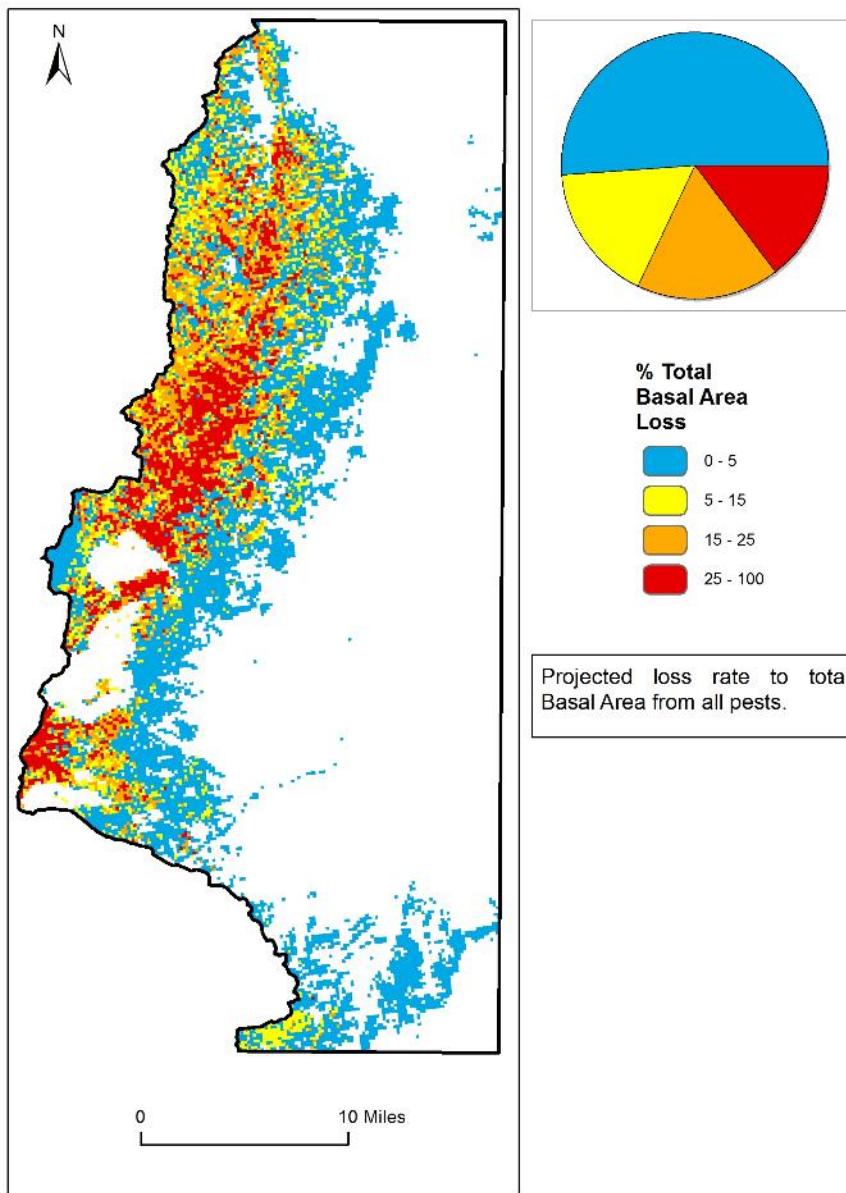 N
% Total
Basal Area
Loss
0 - 5
5 - 15
15 - 25
25 - 100
Projected loss rate to tota
Basal Area from all pests.
0 10 Miles